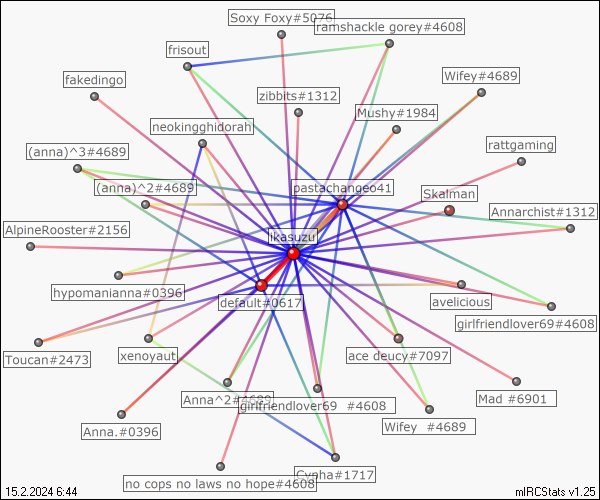 Soxy Foxy#5076
ramshackle gorey#4608
frisout
fakedingo
Wifey#4689
zibbits#1312
Mushy#1984
neokingghidorah
(anna)^3#4689
rattgaming
(anna)^2#4689
pastachangeo41
Skalman
Annarchist#1312
AlpineRooster#2156
ikasuzu
hypomanianna#0396
default#0617
avelicious
girlfriendlover69#4608
Toucan#2473
xenoyaut
ace deucy#7097
Anna^2#4689
girlfriendlover69 #4608
Mad #6901
Anna.#0396
Wifey #4689
no cops no laws no hope#4608
Cypha#1717
15.2.2024 6:44
mIRCStats v1.25